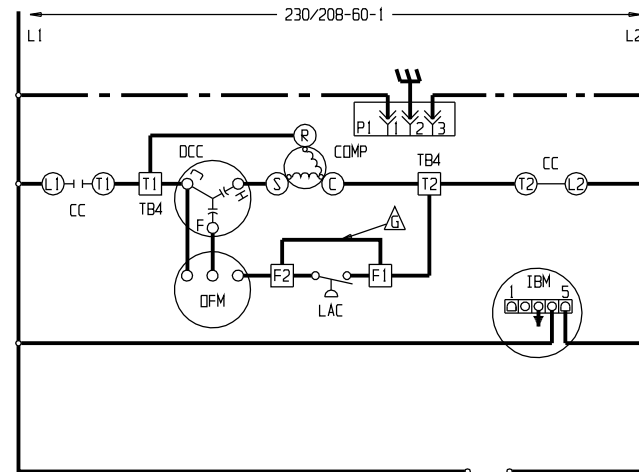 230/208-60-1
L1
L2
P1 1 2 3
R
DCC
COMP
TB4
CC
L1
T1
T1
C
H
S
C
T2
T2
L2
CC
TB4
F
G
F2
F1
OFM
LAC
IBM
1 5